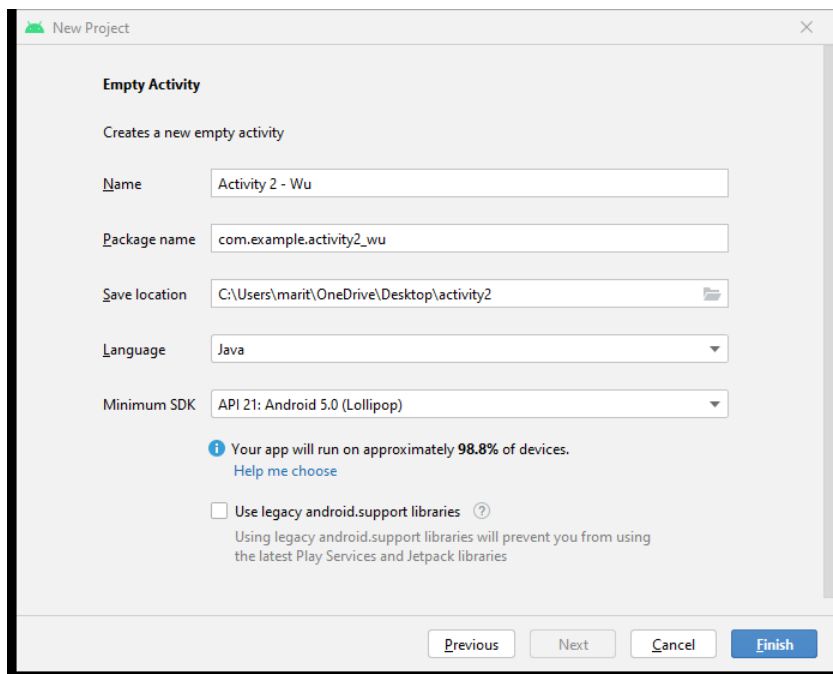 New Project
Empty Activity
Creates a new empty activity
Name Activity 2 - Wu
Package name com.example.activity2_wu
Save location C:\Users\marit\OneDrive\Desktop\activity2
Language Java
Minimum SDK API 21: Android 5.0 (Lollipop)
Your app will run on approximately 98.8% of devices.
Help me choose
Use legacy android.support libraries ?
Using legacy android.support libraries will prevent you from using
the latest Play Services and Jetpack libraries
Previous Next Cancel Finish